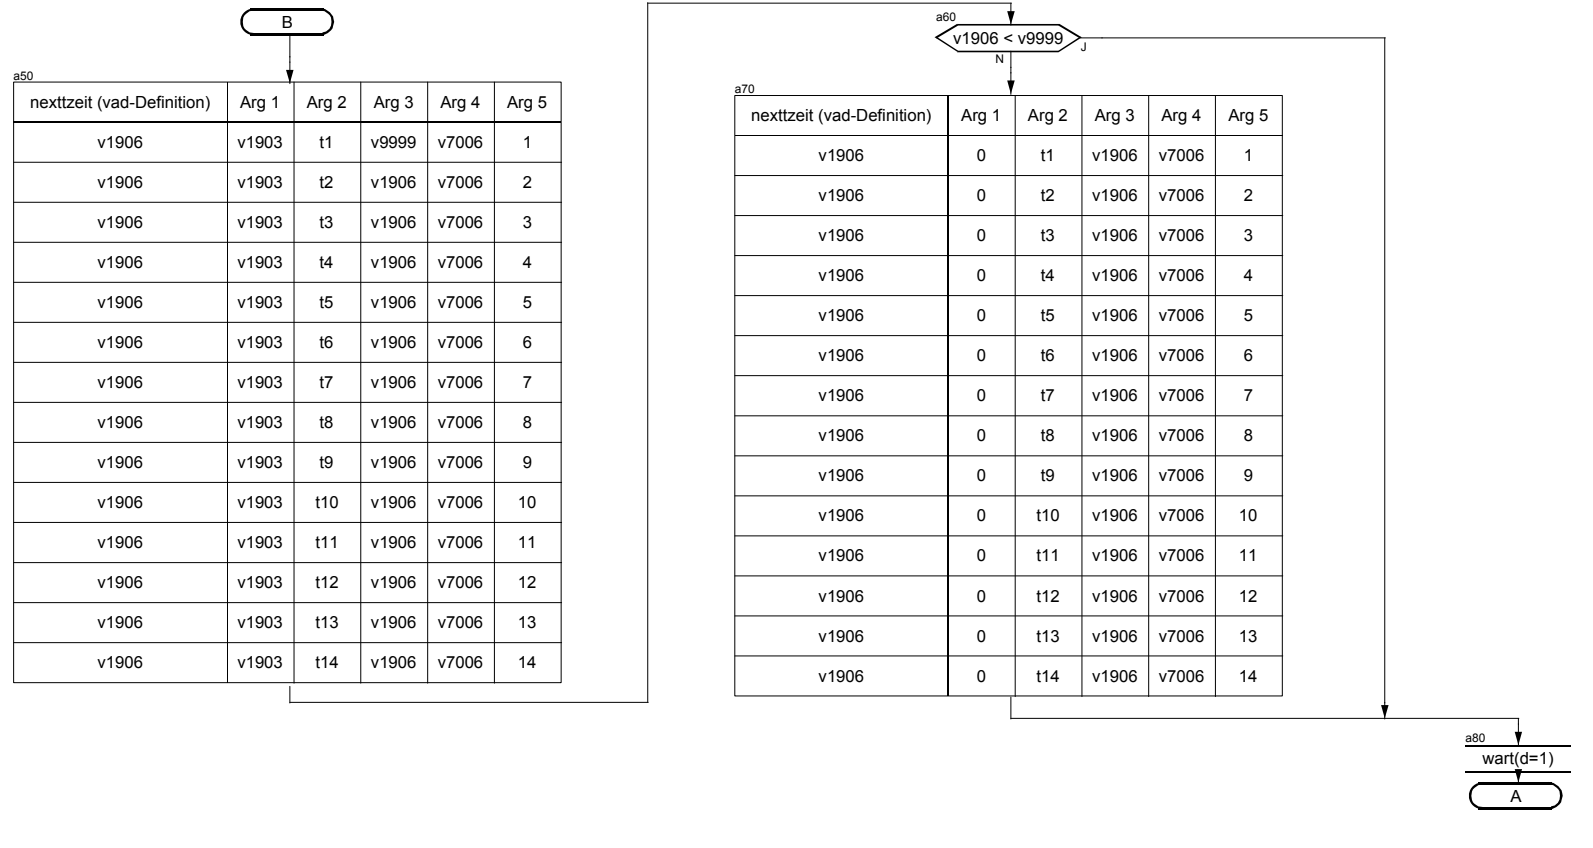 B
a50
nexttzeit (vad-Definition) Arg 1 Arg 2 Arg 3 Arg 4 Arg 5
v1906 v1903 t1 v9999 v7006 1
v1906 v1903 t2 v1906 v7006 2
v1906 v1903 t3 v1906 v7006 3
v1906 v1903 t4 v1906 v7006 4
v1906 v1903 t5 v1906 v7006 5
v1906 v1903 t6 v1906 v7006 6
v1906 v1903 t7 v1906 v7006 7
v1906 v1903 t8 v1906 v7006 8
v1906 v1903 t9 v1906 v7006 9
v1906 v1903 t10 v1906 v7006 10
v1906 v1903 t11 v1906 v7006 11
v1906 v1903 t12 v1906 v7006 12
v1906 v1903 t13 v1906 v7006 13
v1906 v1903 t14 v1906 v7006 14
a60
v1906 < v9999
J
N
a70
nexttzeit (vad-Definition) Arg 1 Arg 2 Arg 3 Arg 4 Arg 5
v1906 0 t1 v1906 v7006 1
v1906 0 t2 v1906 v7006 2
v1906 0 t3 v1906 v7006 3
v1906 0 t4 v1906 v7006 4
v1906 0 t5 v1906 v7006 5
v1906 0 t6 v1906 v7006 6
v1906 0 t7 v1906 v7006 7
v1906 0 t8 v1906 v7006 8
v1906 0 t9 v1906 v7006 9
v1906 0 t10 v1906 v7006 10
v1906 0 t11 v1906 v7006 11
v1906 0 t12 v1906 v7006 12
v1906 0 t13 v1906 v7006 13
v1906 0 t14 v1906 v7006 14
a80
wart(d=1)
A